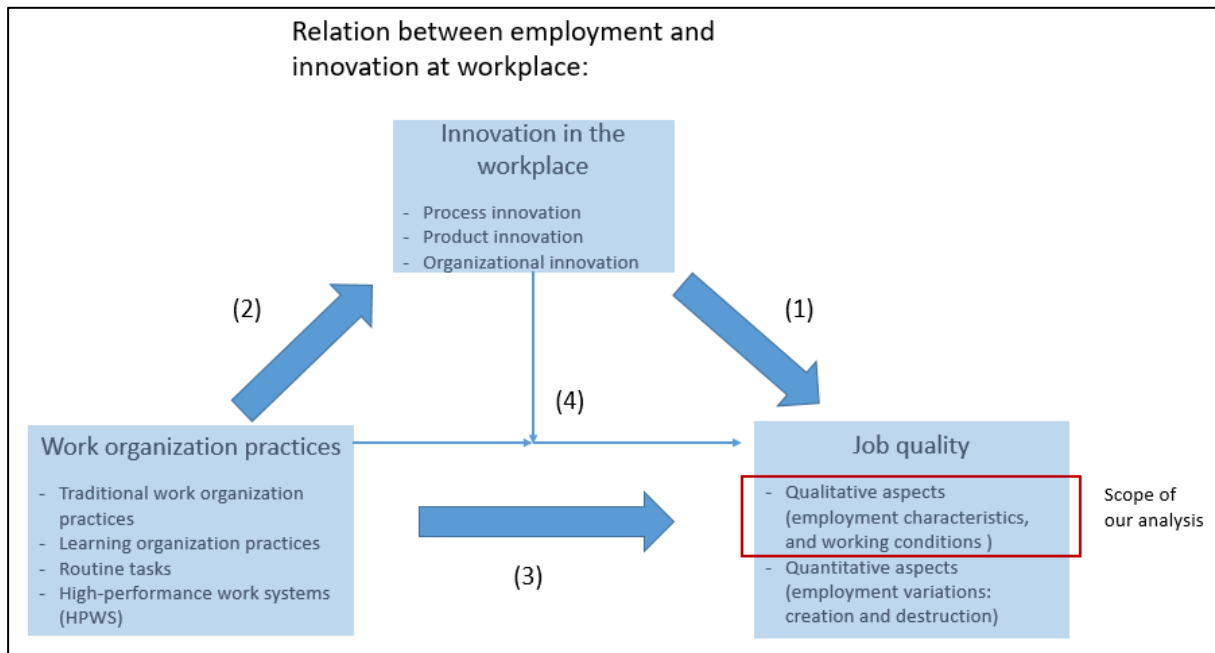 Relation between employment and
innovation at workplace:
Innovation in the
workplace
- Process innovation
- Product innovation
- Organizational innovation
(2)
(1)
(4)
Work organization practices
- Traditional work organization
practices
- Learning organization practices
- Routine tasks
- High-performance work systems
(HPWS)
(3)
Job quality
- Qualitative aspects
(employment characteristics,
and working conditions )
- Quantitative aspects
(employment variations:
creation and destruction)
Scope of
our analysis